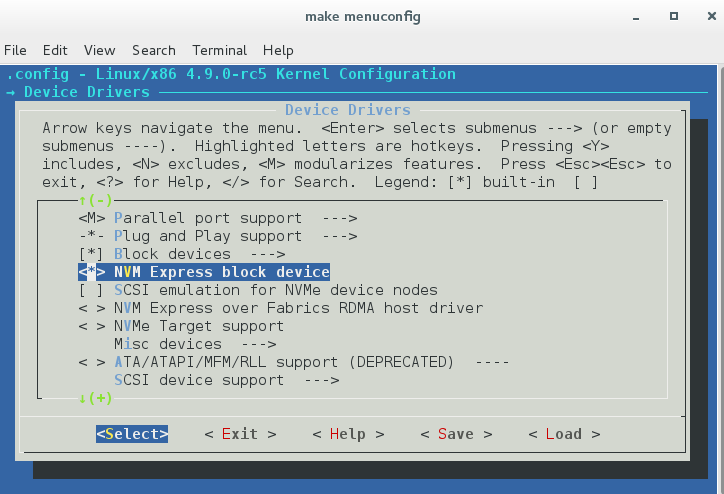 make menuconfig
File Edit View Search Terminal Help
.config - Linux/x86 4.9.0-rc5 Kernel Configuration
→ Device Drivers
Device Drivers
Arrow keys navigate the menu. <Enter> selects submenus ---> (or empty
submenus ----). Highlighted letters are hotkeys. Pressing <Y>
includes, <N> excludes, <M> modularizes features. Press <Esc><Esc> to
exit, <?> for Help, </> for Search. Legend: [*] built-in [ ]
↑(-)
<M> Parallel port support --->
-*- Plug and Play support --->
[*] Block devices --->
<*> NVM Express block device
[ ] SCSI emulation for NVMe device nodes
< > NVM Express over Fabrics RDMA host driver
< > NVMe Target support
Misc devices --->
< > ATA/ATAPI/MFM/RLL support (DEPRECATED) ----
SCSI device support --->
↓(+)
<Select> < Exit > < Help > < Save > < Load >